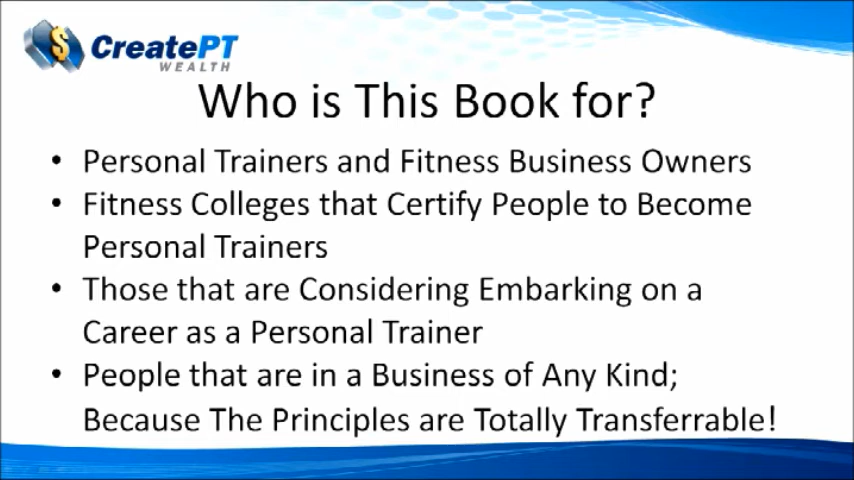 $
CreatePT
WEALTH
Who is This Book for?
• Personal Trainers and Fitness Business Owners
• Fitness Colleges that Certify People to Become
Personal Trainers
• Those that are Considering Embarking on a
Career as a Personal Trainer
• People that are in a Business of Any Kind;
Because The Principles are Totally Transferrable!